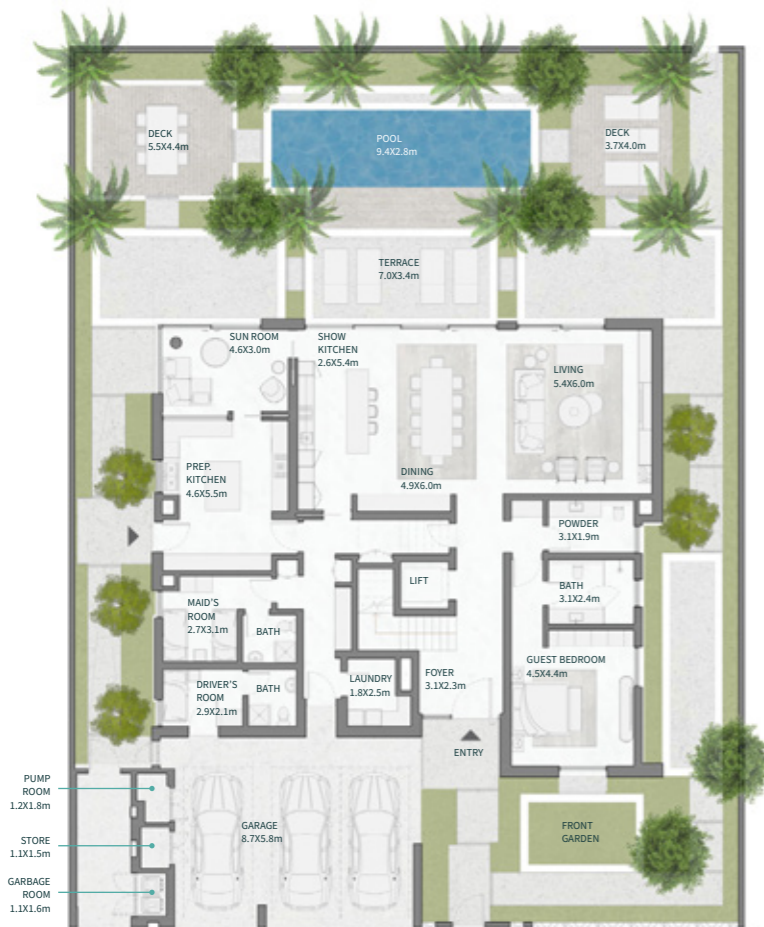 DECK
5.5X4.4m
POOL
9.4X2.8m
DECK
3.7X4.0m
TERRACE
7.0X3.4m
SUN ROOM
4.6X3.0m
SHOW
KITCHEN
2.6X5.4m
LIVING
5.4X6.0m
PREP.
KITCHEN
4.6X5.5m
DINING
4.9X6.0m
POWDER
3.1X1.9m
LIFT
BATH
3.1X2.4m
MAID'S
ROOM
2.7X3.1m
BATH
GUEST BEDROOM
4.5X4.4m
FOYER
3.1X2.3m
LAUNDRY
1.8X2.5m
DRIVER'S
ROOM
2.9X2.1m
BATH
ENTRY
PUMP
ROOM
1.2X1.8m
GARAGE
8.7X5.8m
FRONT
GARDEN
STORE
1.1X1.5m
GARBAGE
ROOM
1.1X1.6m